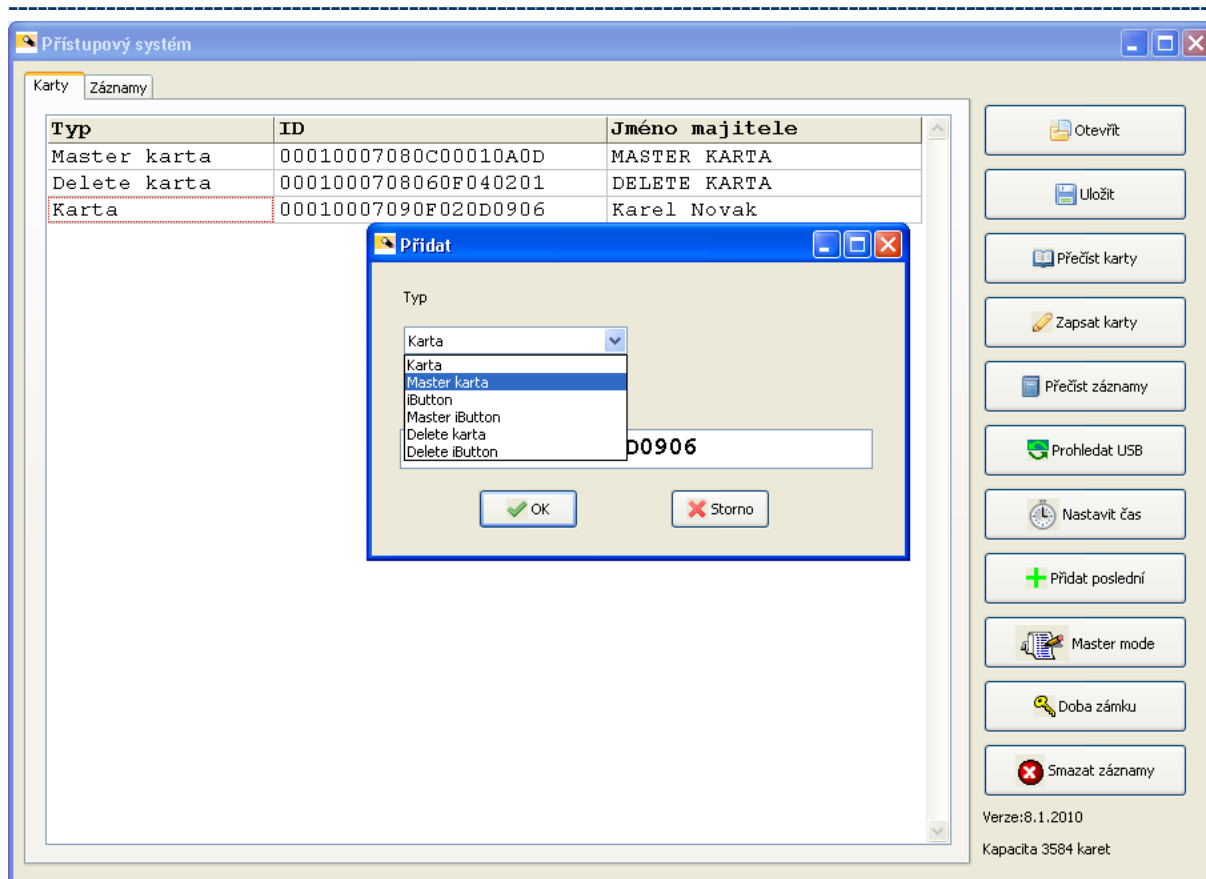 Přístupový systém
Karty Záznamy
Typ ID Jméno majitele
Master karta 00010007080C00010A0D MASTER KARTA
Delete karta 0001000708060F040201 DELETE KARTA
Karta 00010007090F020D0906 Karel Novak
Přidat
Typ
Karta
Karta
Master karta
iButton
Master iButton
Delete karta
Delete iButton
D0906
OK Storno
Otevřít
Uložit
Přečíst karty
Zapsat karty
Přečíst záznamy
Prohledat USB
Nastavit čas
Přidat poslední
Master mode
Doba zámku
Smazat záznamy
Verze:8.1.2010
Kapacita 3584 karet